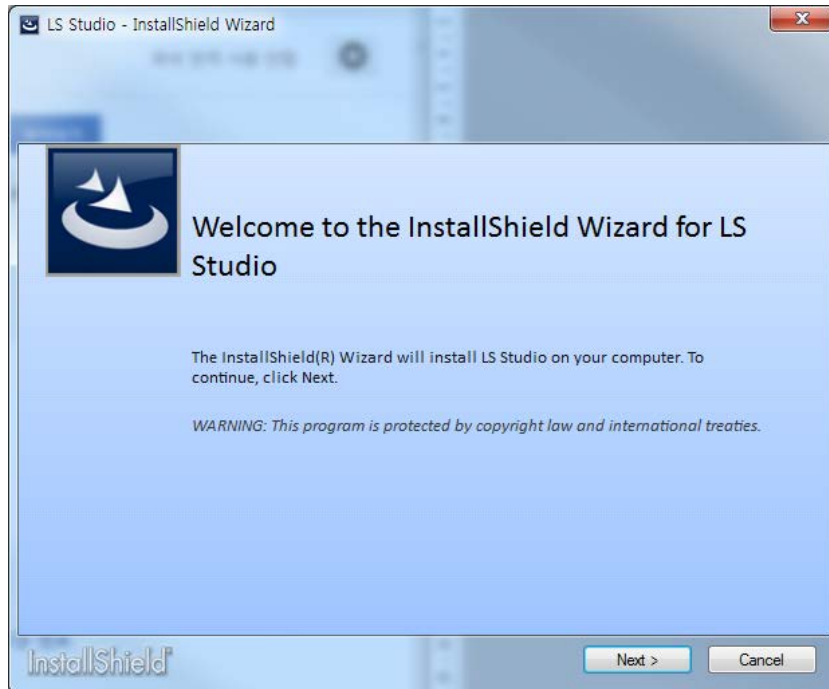 LS Studio - InstallShield Wizard
Welcome to the InstallShield Wizard for LS
Studio
The InstallShield(R) Wizard will install LS Studio on your computer. To
continue, click Next.
WARNING: This program is protected by copyright law and international treaties.
InstallShield
Next >
Cancel